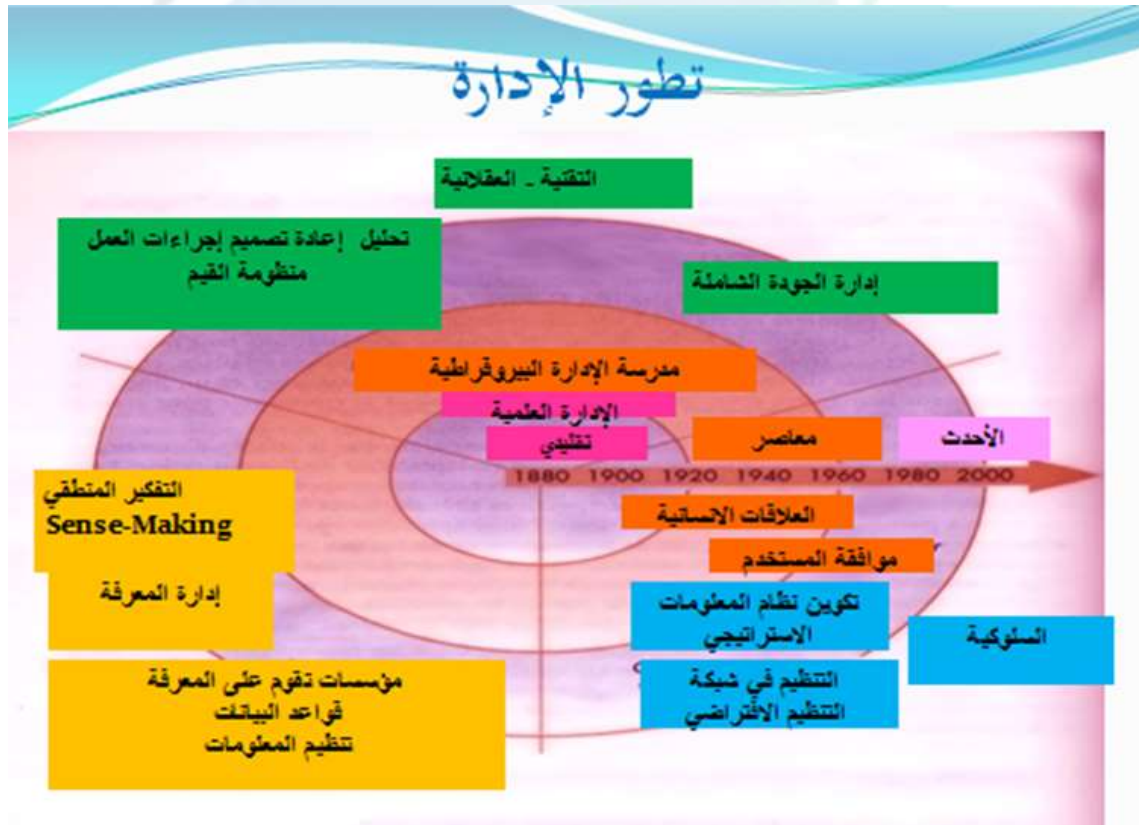 تطور الإدارة
التقنية - العقلانية
تحليل إعادة تصميم إجراءات العمل
منظومة القيم
إدارة الجودة الشاملة
مدرسة الإدارة البيروقراطية
الإدارة العلمية
تقليدي
معاصر
الأحدث
1880 1900 1920 1940 1960 1980 2000
التفكير المنطقي
Sense-Making
العلاقات الانسانية
موافقة المستخدم
إدارة المعرفة
تكوين نظام المعلومات
الاستراتيجي
السلوكية
مؤسسات تقوم على المعرفة
قواعد البيانات
تنظيم المعلومات
التنظيم في شبكة
التنظيم الافتراضي